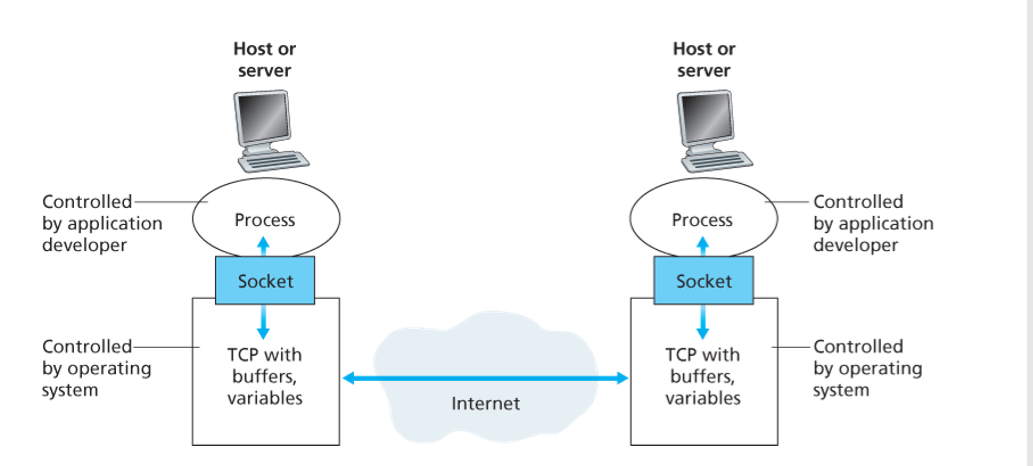 Host or
server
Host or
server
Controlled
by application
developer
Process
Process
Controlled
by application
developer
Socket
Socket
Controlled
by operating
system
TCP with
buffers,
variables
Internet
TCP with
buffers,
variables
Controlled
by operating
system